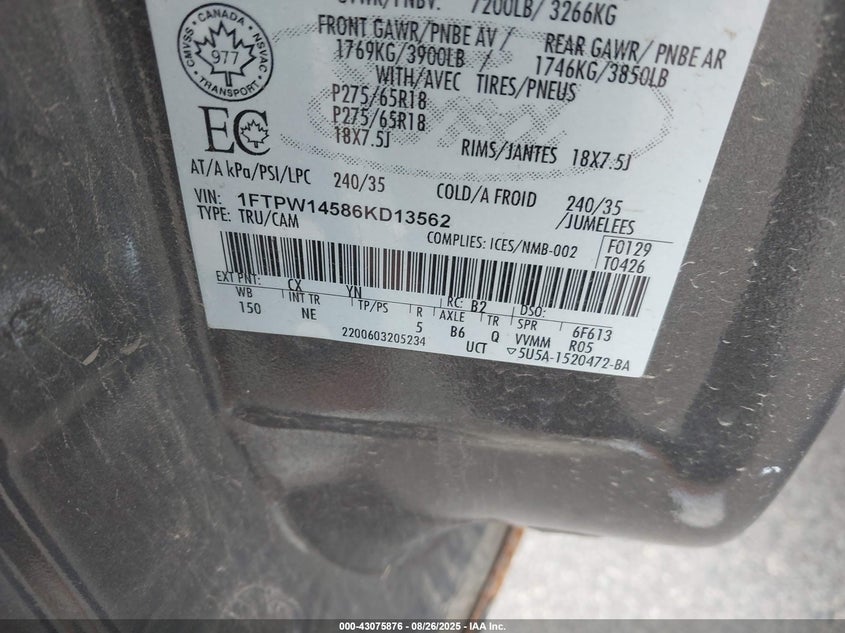 7200LB/ 3266KG
CMVSS · CANADA · NSVAC
977
TRANSPORT
FRONT GAWR/PNBE AV / REAR GAWR/ PNBE AR
1769KG/3900LB / 1746KG/3850LB
WITH/AVEC TIRES/PNEUS
P275/65R18
P275/65R18
18X7.5J RIMS/JANTES 18X7.5J
EC
AT/A kPa/PSI/LPC 240/35 COLD/A FROID 240/35
VIN: 1FTPW14586KD13562 /JUMELEES
TYPE: TRU/CAM
COMPLIES: ICES/NMB-002 F0129
T0426
EXT PNT: CX YN RC: B2 DSO:
WB INT TR TP/PS R AXLE TR SPR 6F613
150 NE 5 B6 Q VVMM R05
2200603205234 UCT ▽5U5A-1520472-BA
000-43075876 | 08/26/2025 | IAA Inc.